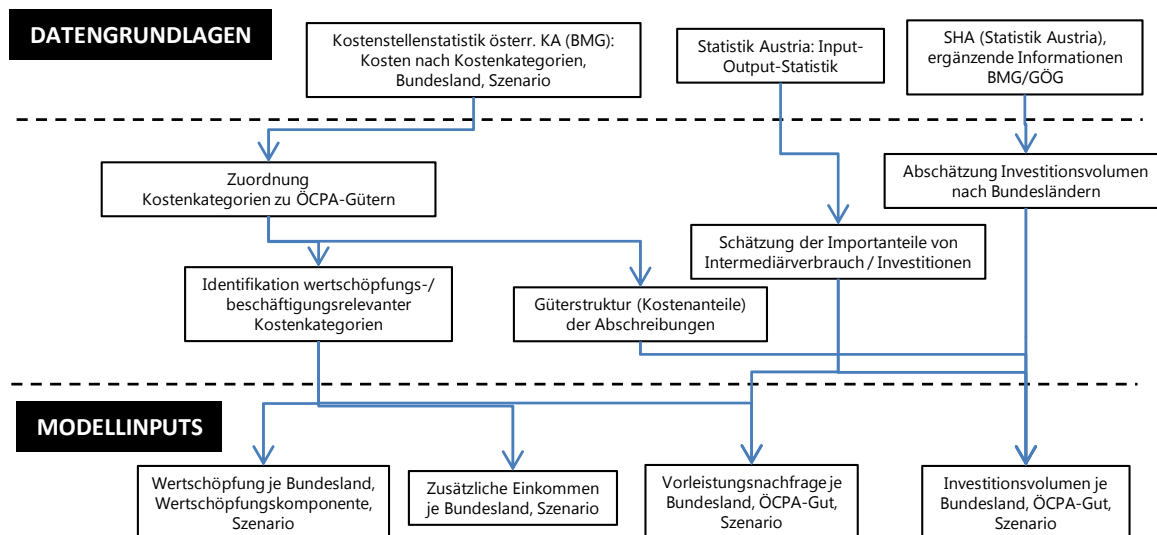 DATENGRUNDLAGEN
Kostenstellenstatistik österr. KA (BMG):
Kosten nach Kostenkategorien,
Bundesland, Szenario
Statistik Austria: Input-
Output-Statistik
SHA (Statistik Austria),
ergänzende Informationen
BMG/GÖG
Zuordnung
Kostenkategorien zu ÖCPA-Gütern
Abschätzung Investitionsvolumen
nach Bundesländern
Identifikation wertschöpfungs-/
beschäftigungsrelevanter
Kostenkategorien
Güterstruktur (Kostenanteile)
der Abschreibungen
Schätzung der Importanteile von
Intermediärverbrauch / Investitionen
MODELLINPUTS
Wertschöpfung je Bundesland,
Wertschöpfungskomponente,
Szenario
Zusätzliche Einkommen
je Bundesland, Szenario
Vorleistungsnachfrage je
Bundesland, ÖCPA-Gut,
Szenario
Investitionsvolumen je
Bundesland, ÖCPA-Gut,
Szenario